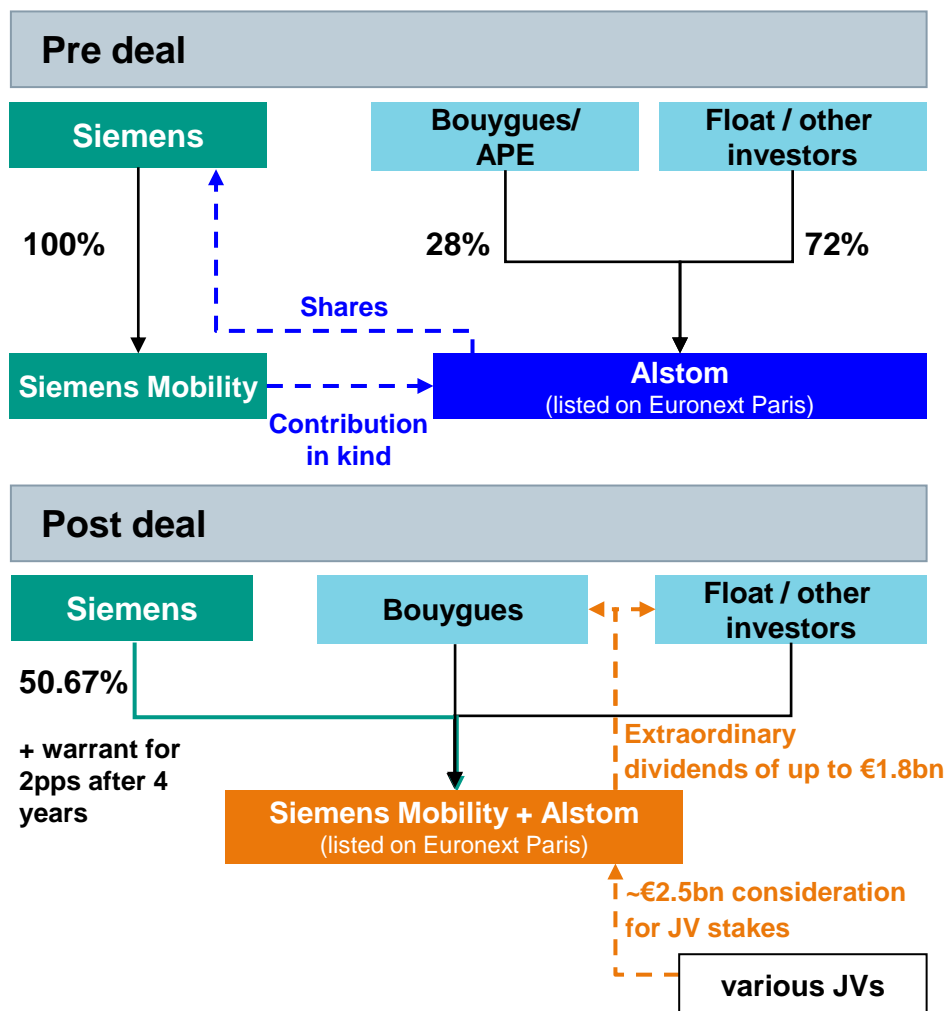 Pre deal
Siemens
Bouygues/
APE
Float / other
investors
100%
28%
72%
Shares
Siemens Mobility
Alstom
(listed on Euronext Paris)
Contribution
in kind
Post deal
Siemens
Bouygues
Float / other
investors
50.67%
+ warrant for
2pps after 4
years
Extraordinary
dividends of up to €1.8bn
Siemens Mobility + Alstom
(listed on Euronext Paris)
~€2.5bn consideration
for JV stakes
various JVs